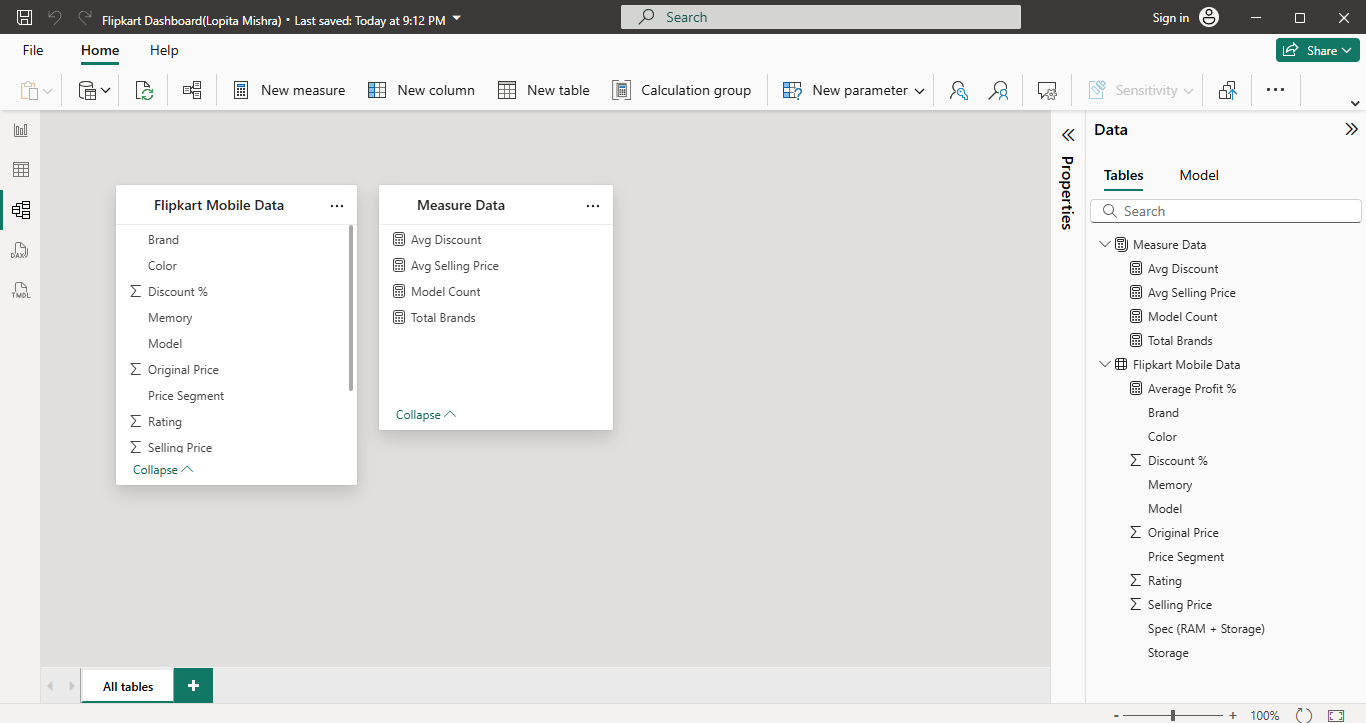 Flipkart Dashboard(Lopita Mishra) • Last saved: Today at 9:12 PM
Search
Sign in
File Home Help
Share
New measure New column New table Calculation group New parameter Sensitivity
DAX
TMDL
Flipkart Mobile Data
Brand
Color
Discount %
Memory
Model
Original Price
Price Segment
Rating
Selling Price
Collapse
Measure Data
Avg Discount
Avg Selling Price
Model Count
Total Brands
Collapse
Properties
Data
Tables Model
Search
Measure Data
Avg Discount
Avg Selling Price
Model Count
Total Brands
Flipkart Mobile Data
Average Profit %
Brand
Color
Discount %
Memory
Model
Original Price
Price Segment
Rating
Selling Price
Spec (RAM + Storage)
Storage
All tables +
- + 100%